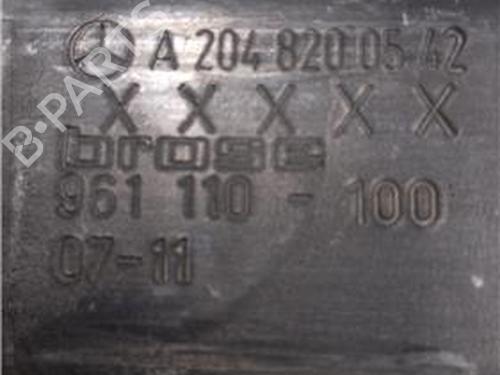 A 204 820 05 42
X X X X X
brose
961 110 - 100
07-11
B-PARTS